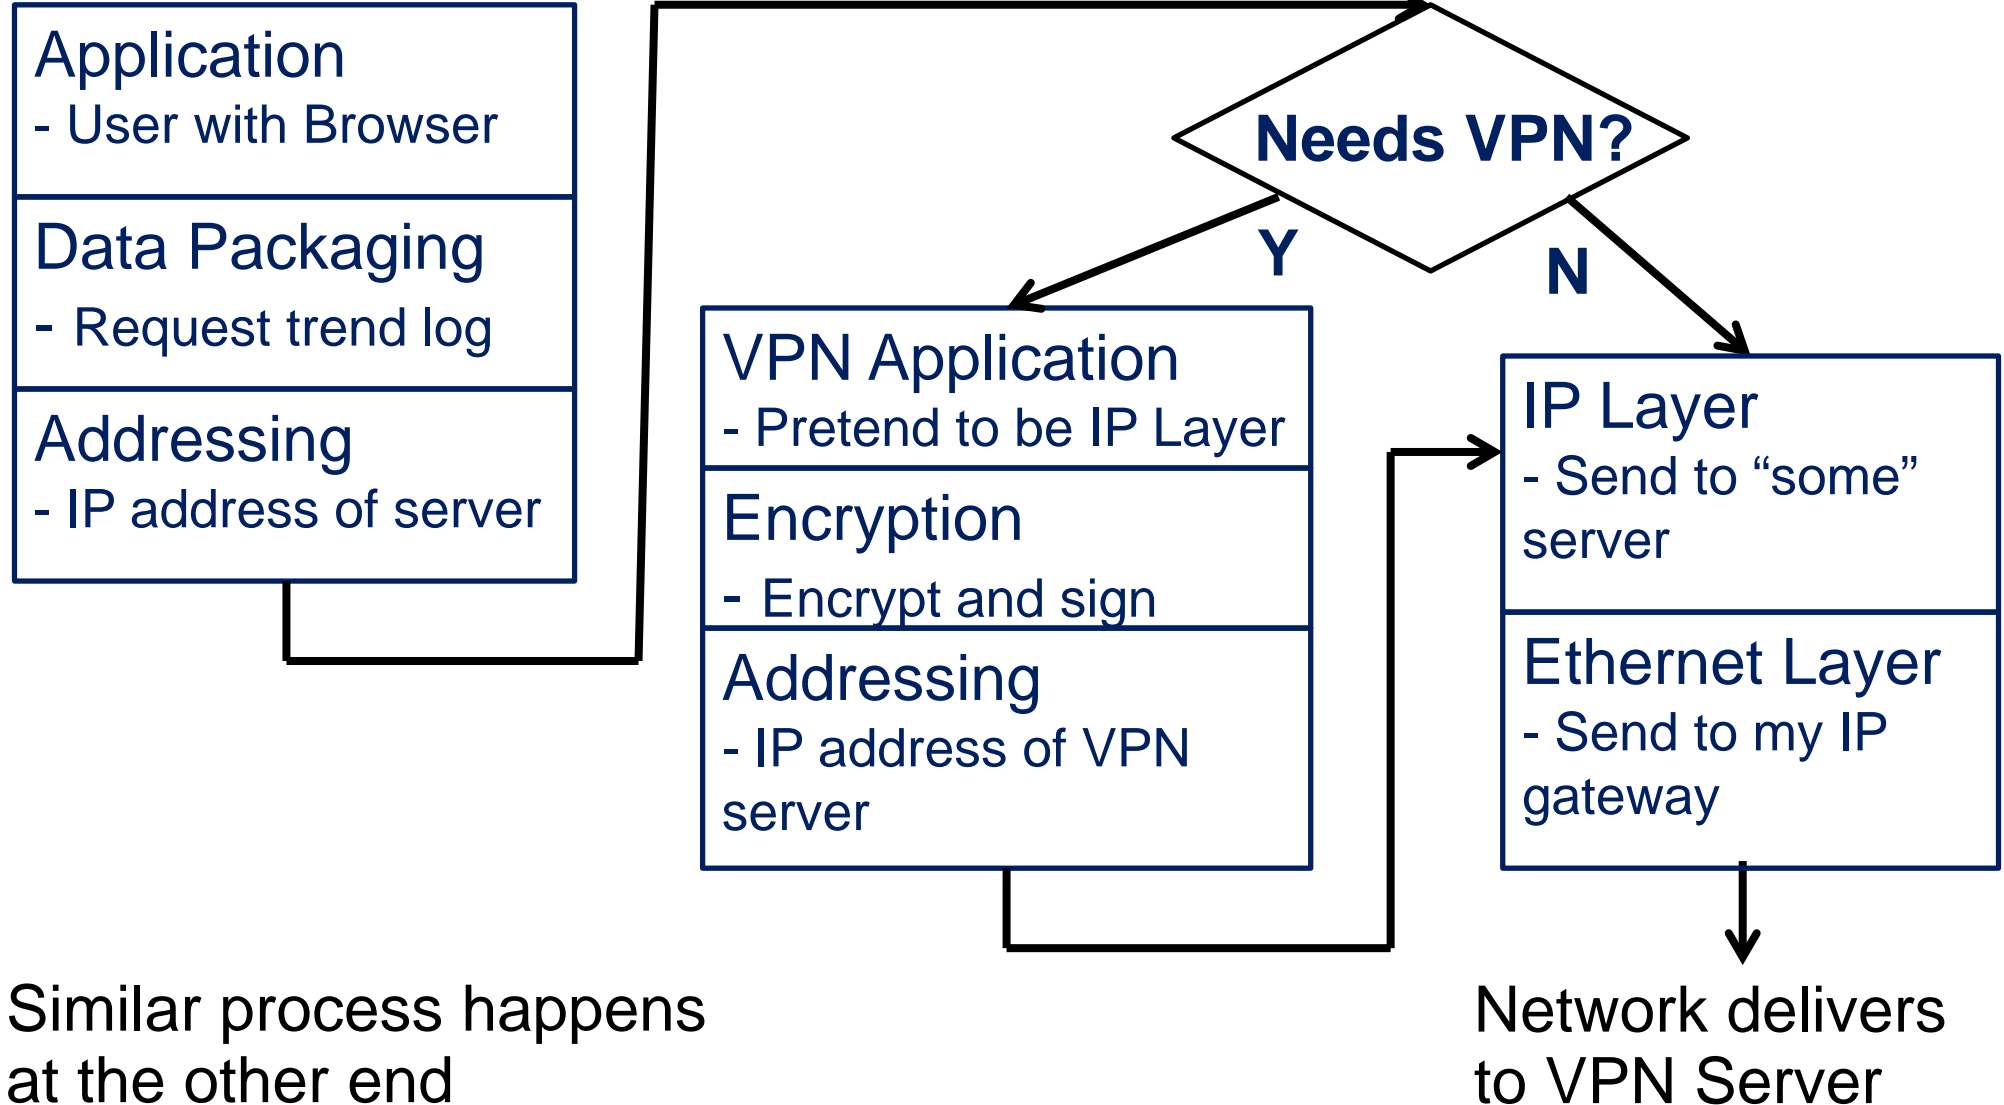 Application
- User with Browser
Data Packaging
- Request trend log
Addressing
- IP address of server
Needs VPN?
Y
N
VPN Application
- Pretend to be IP Layer
Encryption
- Encrypt and sign
Addressing
- IP address of VPN
server
IP Layer
- Send to “some”
server
Ethernet Layer
- Send to my IP
gateway
Similar process happens
at the other end
Network delivers
to VPN Server